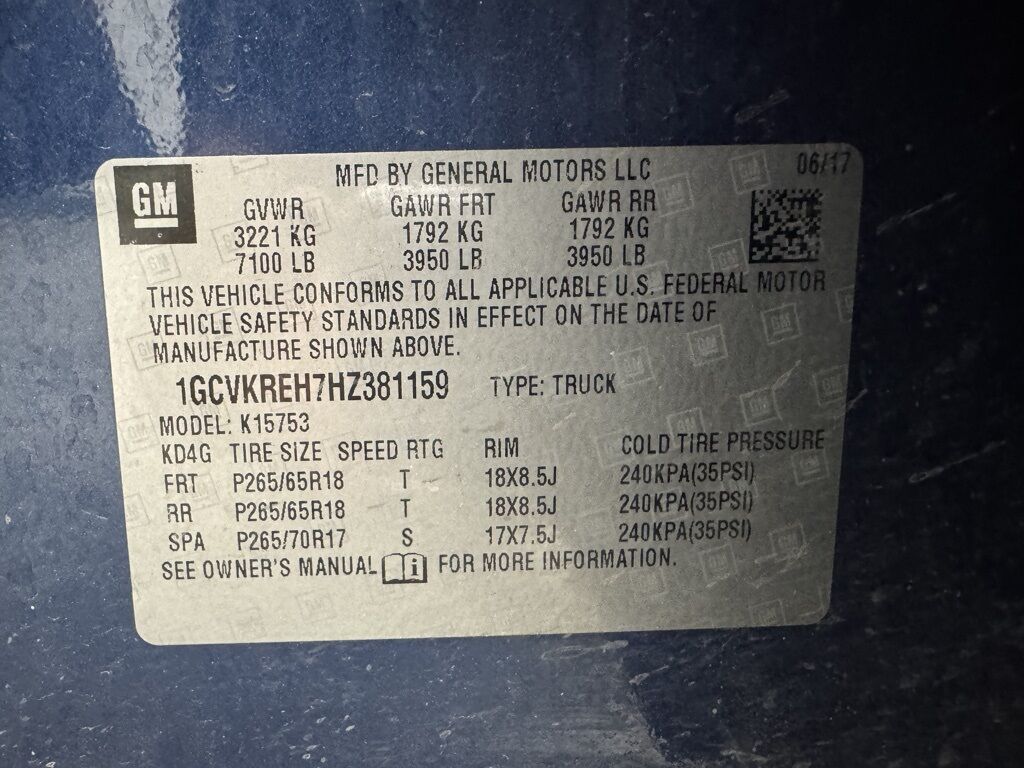 GM
MFD BY GENERAL MOTORS LLC 06/17
GVWR GAWR FRT GAWR RR
3221 KG 1792 KG 1792 KG
7100 LB 3950 LB 3950 LB
THIS VEHICLE CONFORMS TO ALL APPLICABLE U.S. FEDERAL MOTOR
VEHICLE SAFETY STANDARDS IN EFFECT ON THE DATE OF
MANUFACTURE SHOWN ABOVE.
1GCVKREH7HZ381159 TYPE: TRUCK
MODEL: K15753
KD4G TIRE SIZE SPEED RTG RIM COLD TIRE PRESSURE
FRT P265/65R18 T 18X8.5J 240KPA(35PSI)
RR P265/65R18 T 18X8.5J 240KPA(35PSI)
SPA P265/70R17 S 17X7.5J 240KPA(35PSI)
SEE OWNER'S MANUAL i FOR MORE INFORMATION.